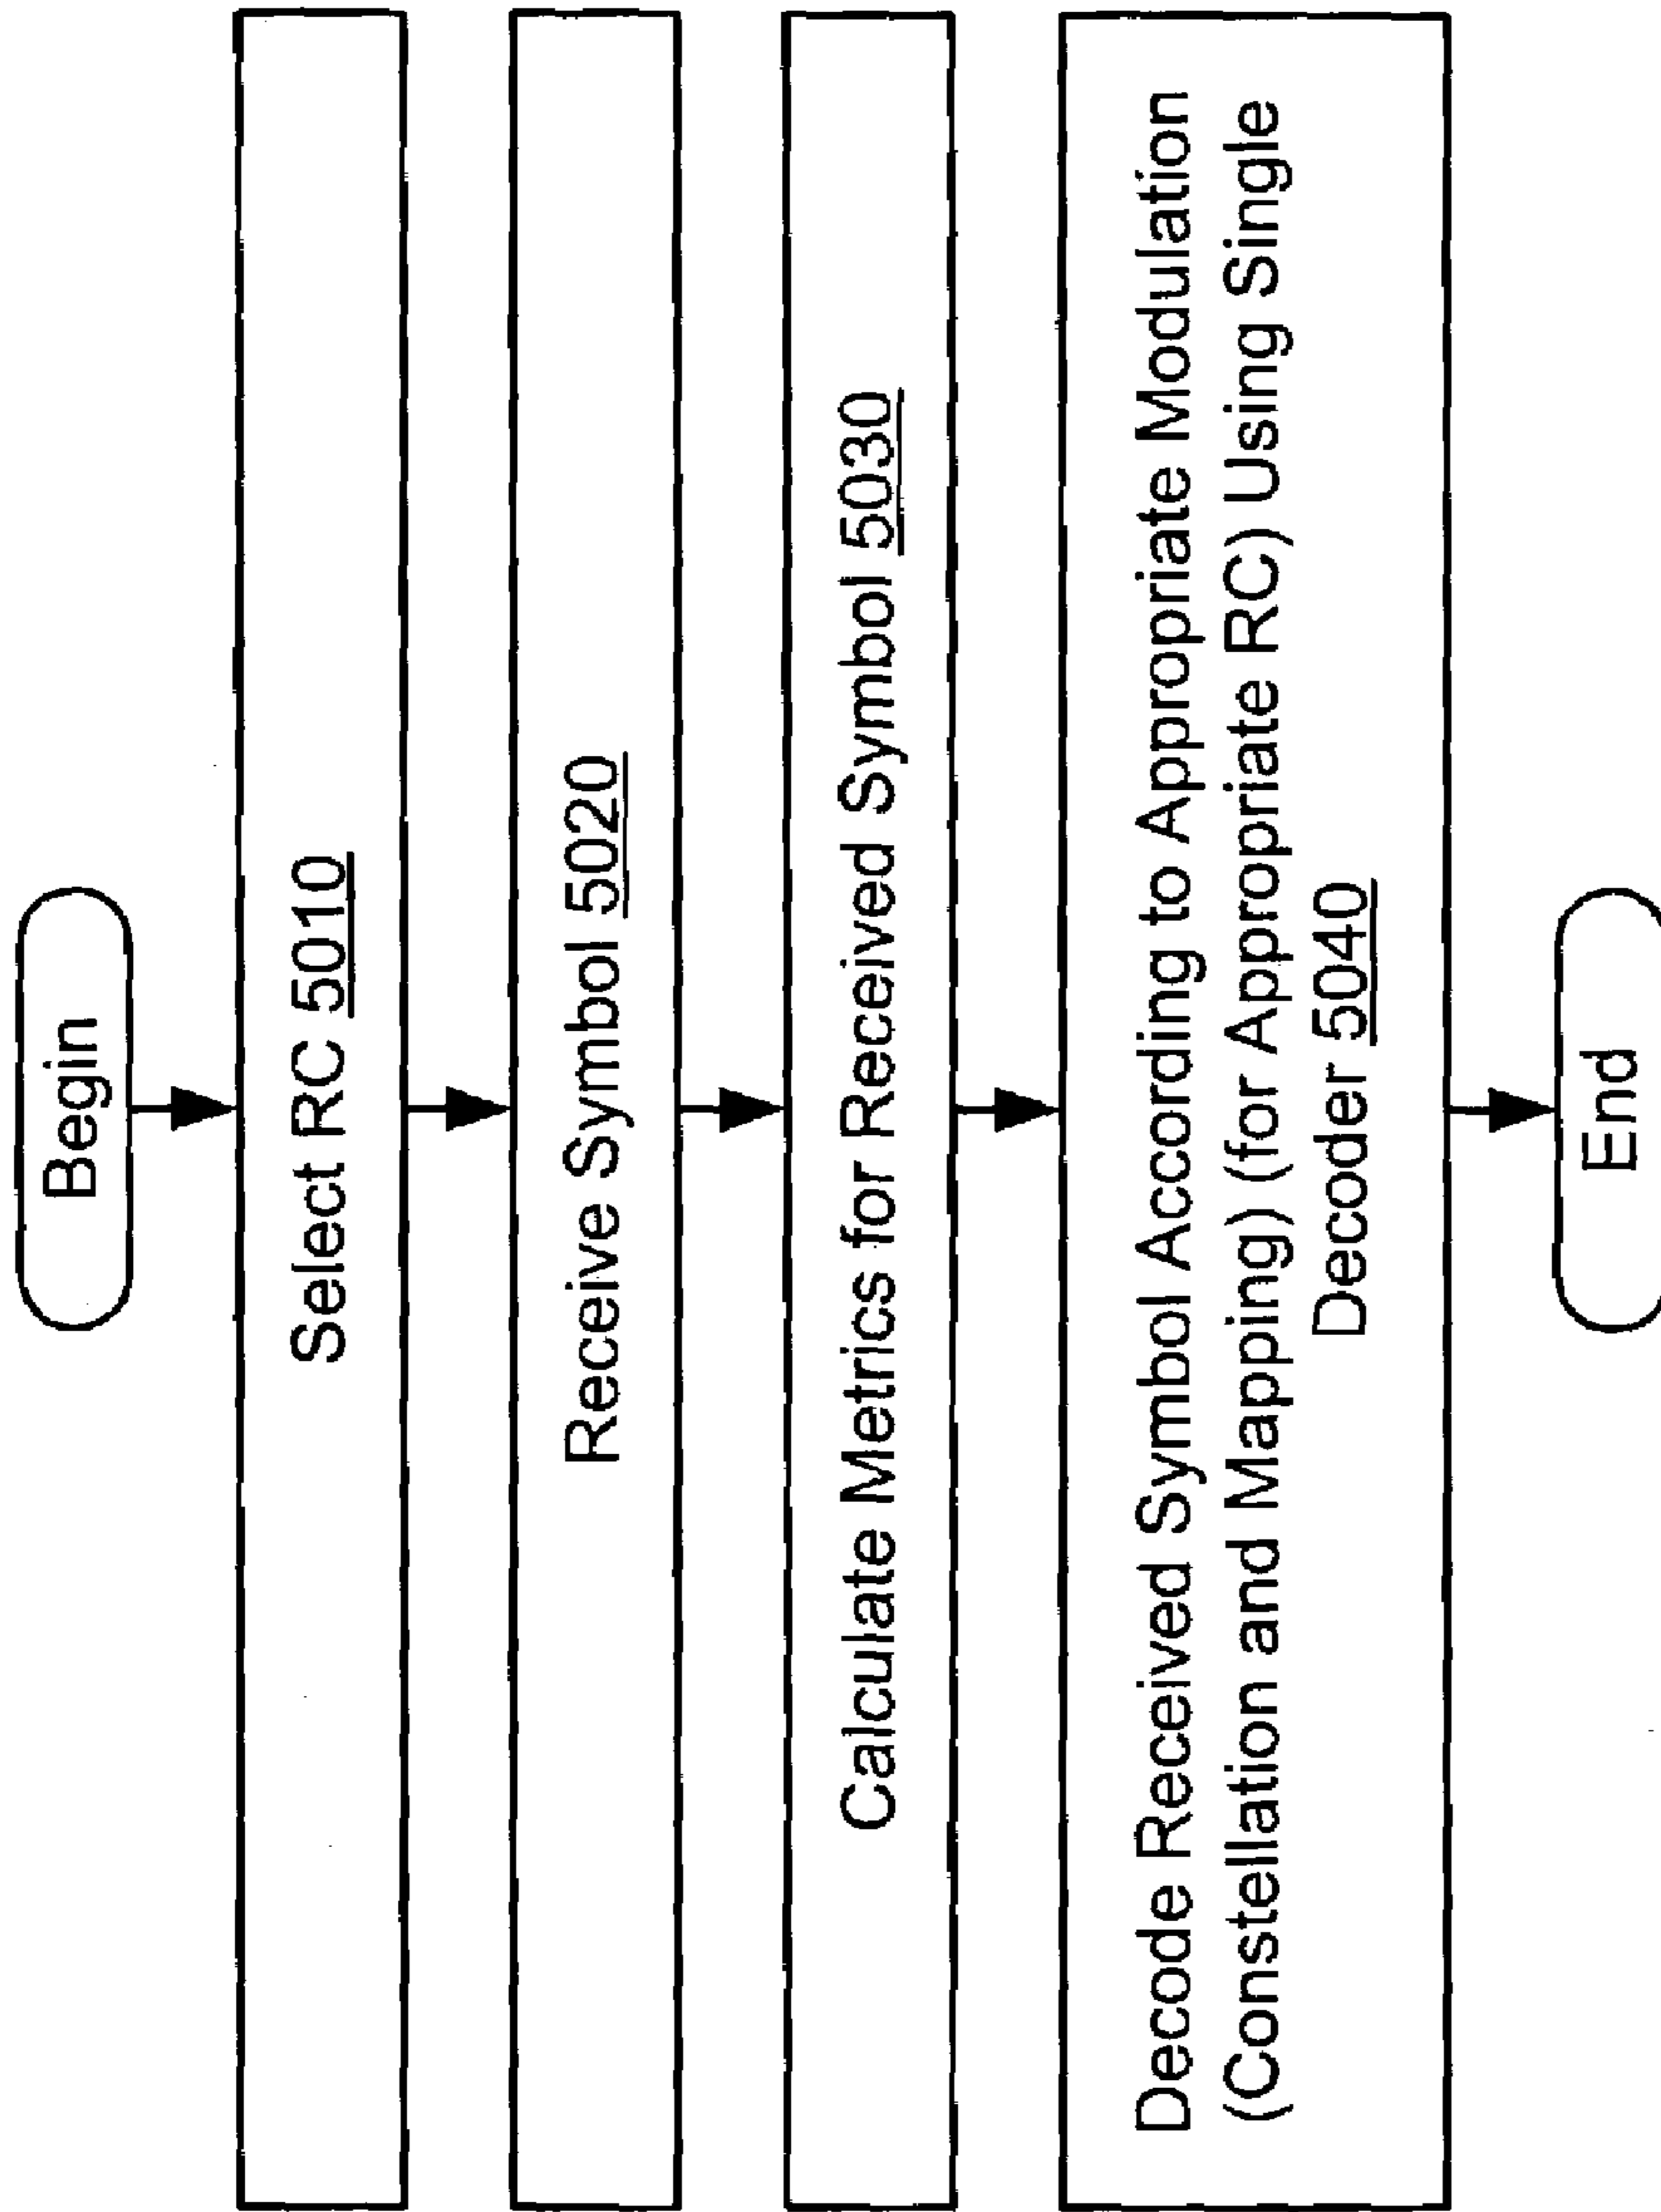 Begin
Select RC 5010
Receive Symbol 5020
Calculate Metrics for Received Symbol 5030
Decode Received Symbol According to Appropriate Modulation
(Constellation and Mapping) (for Appropriate RC) Using Single
Decoder 5040
End